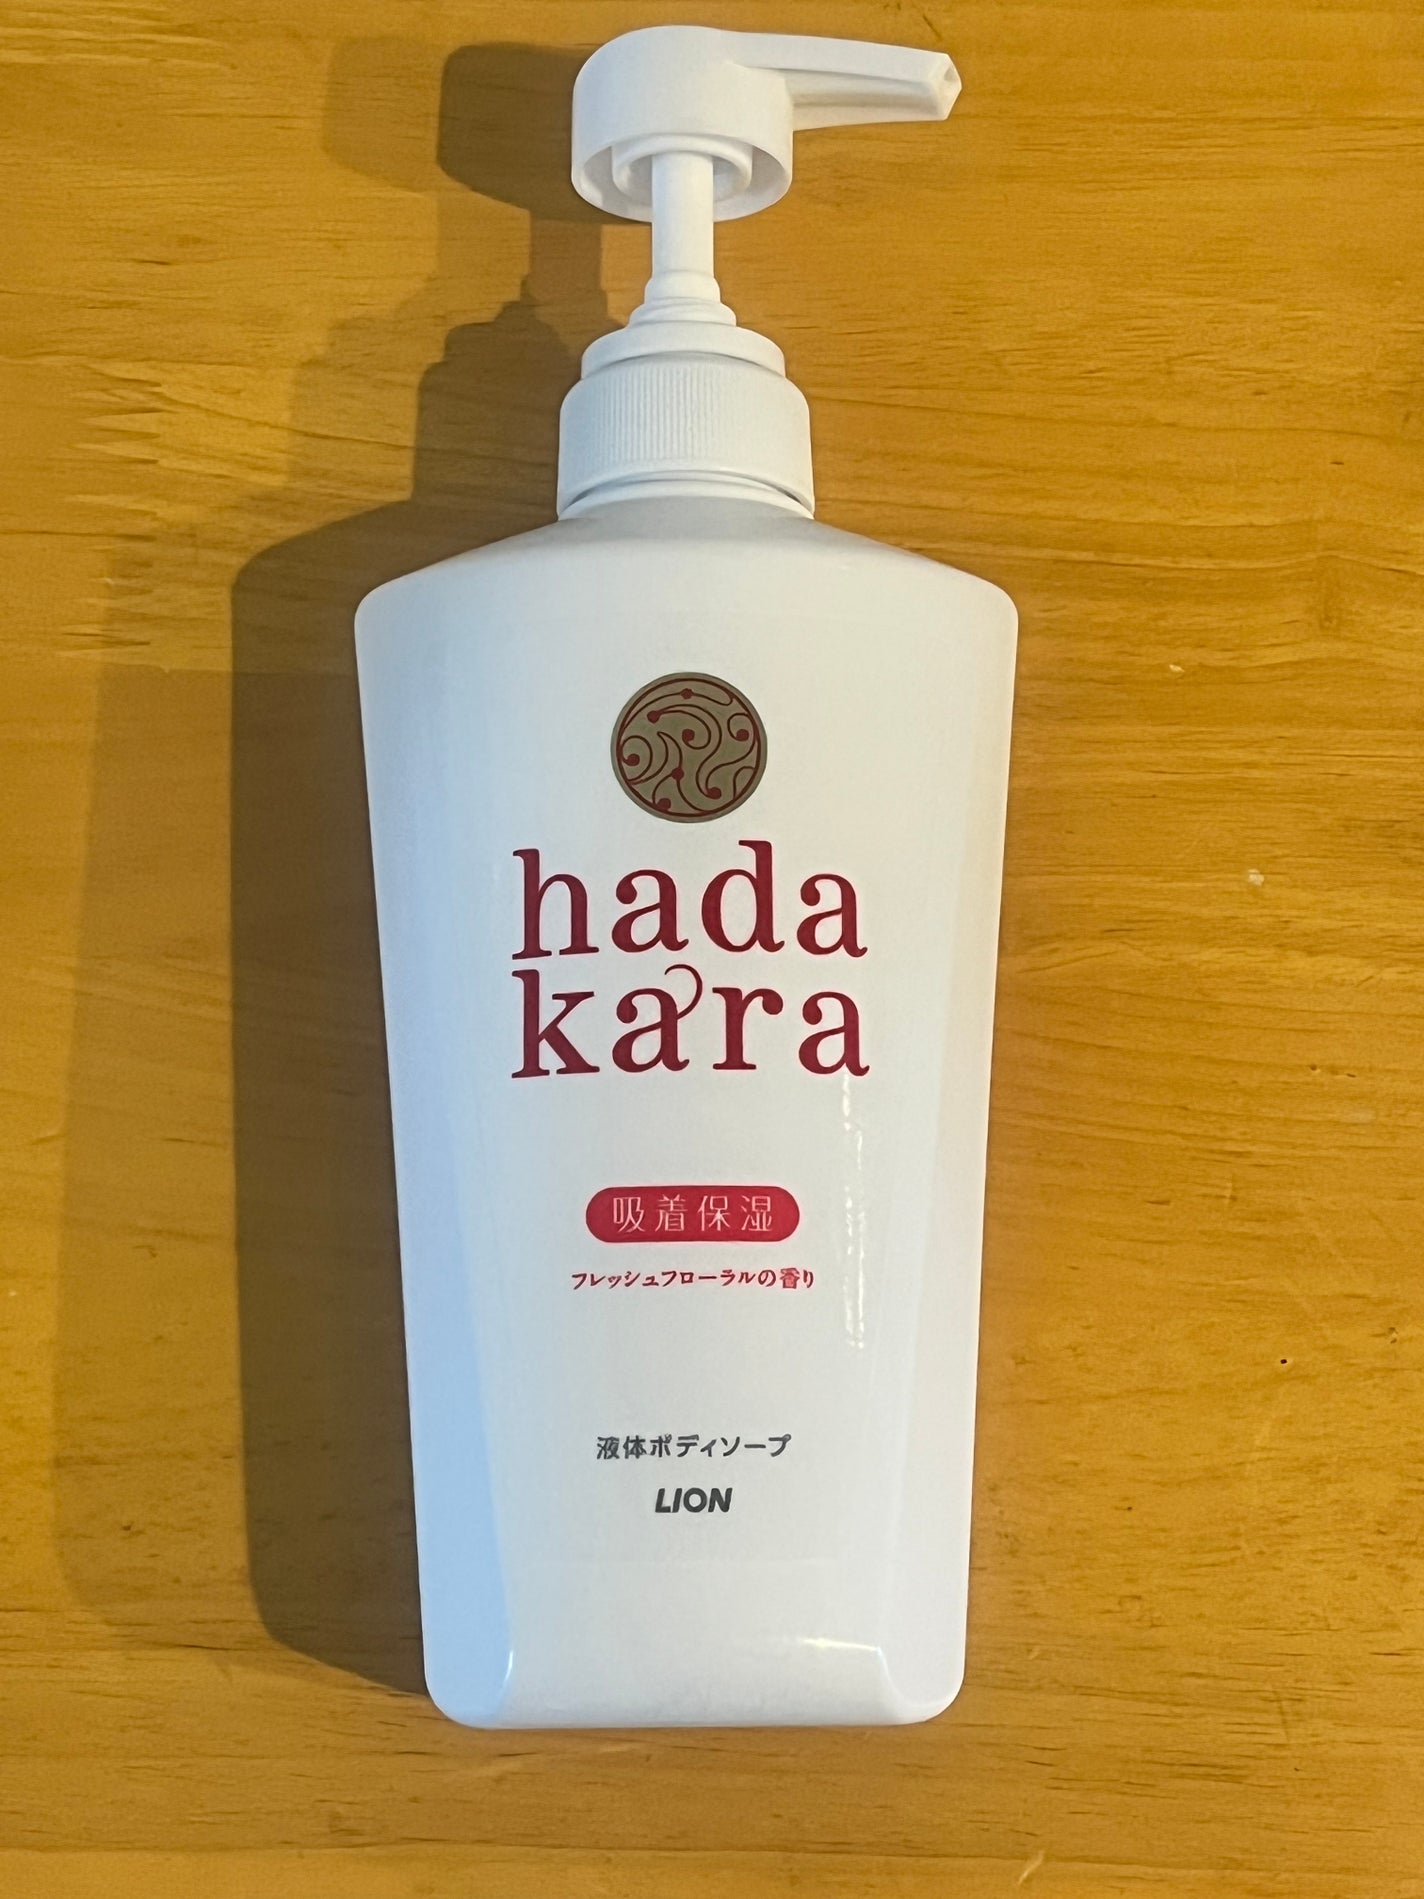 hada
kara
吸着保湿
フレッシュフローラルの香り
液体ボディソープ
LION